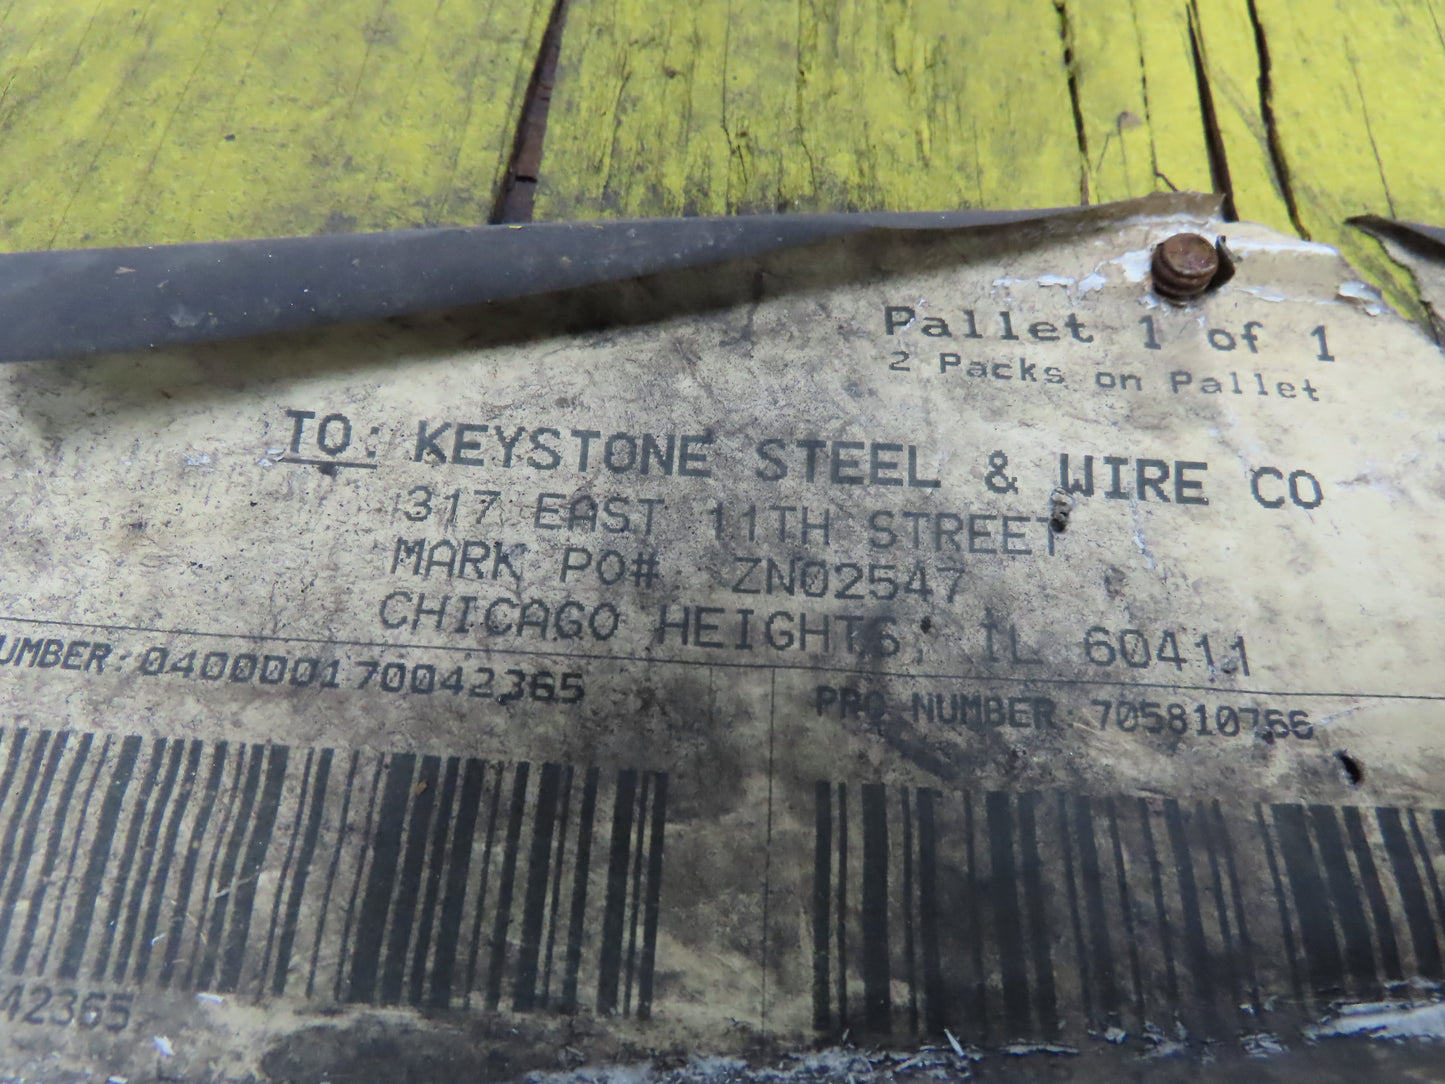 Pallet 1 of 1
2 Packs on Pallet
TO: KEYSTONE STEEL & WIRE CO
317 EAST 11TH STREET
MARK PO# ZN02547
CHICAGO HEIGHTS, IL 60411
UMBER: 040000170042365
PRO NUMBER 705810766
42365